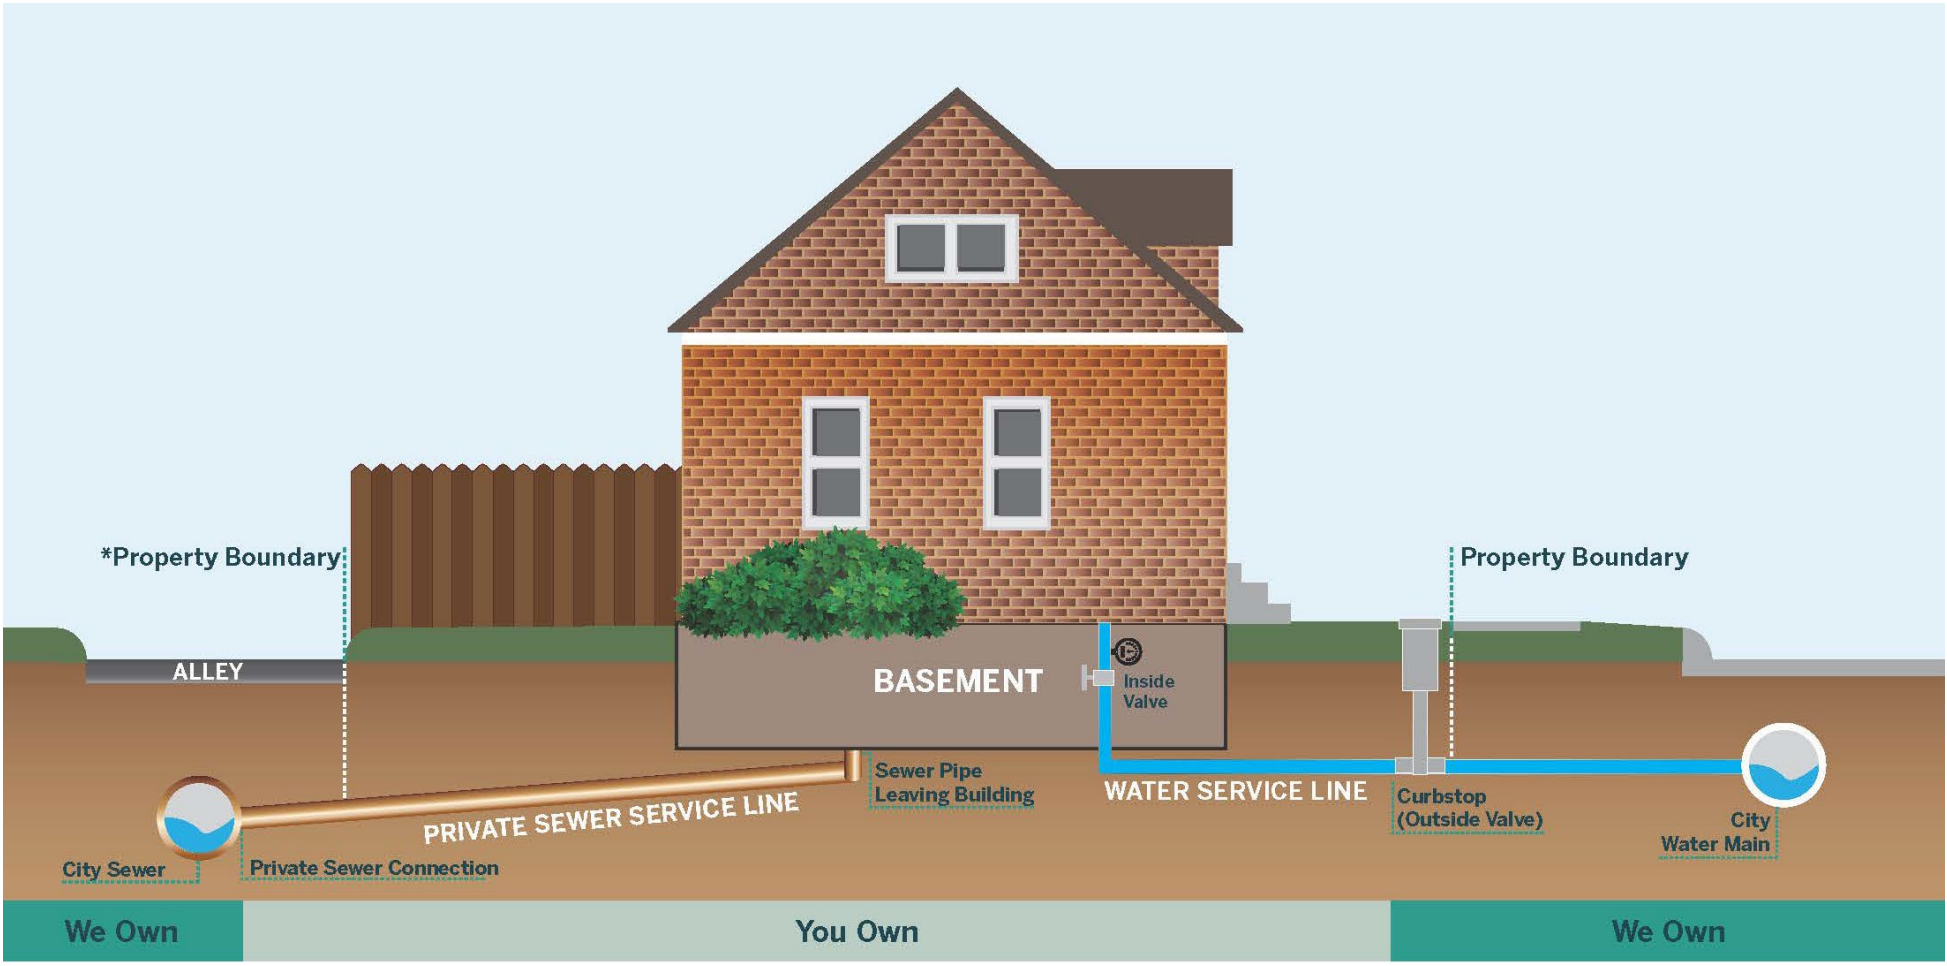 *Property Boundary
Property Boundary
ALLEY
BASEMENT
Inside
Valve
Sewer Pipe
Leaving Building
PRIVATE SEWER SERVICE LINE
WATER SERVICE LINE
Curbstop
(Outside Valve)
City
Water Main
City Sewer
Private Sewer Connection
We Own
You Own
We Own